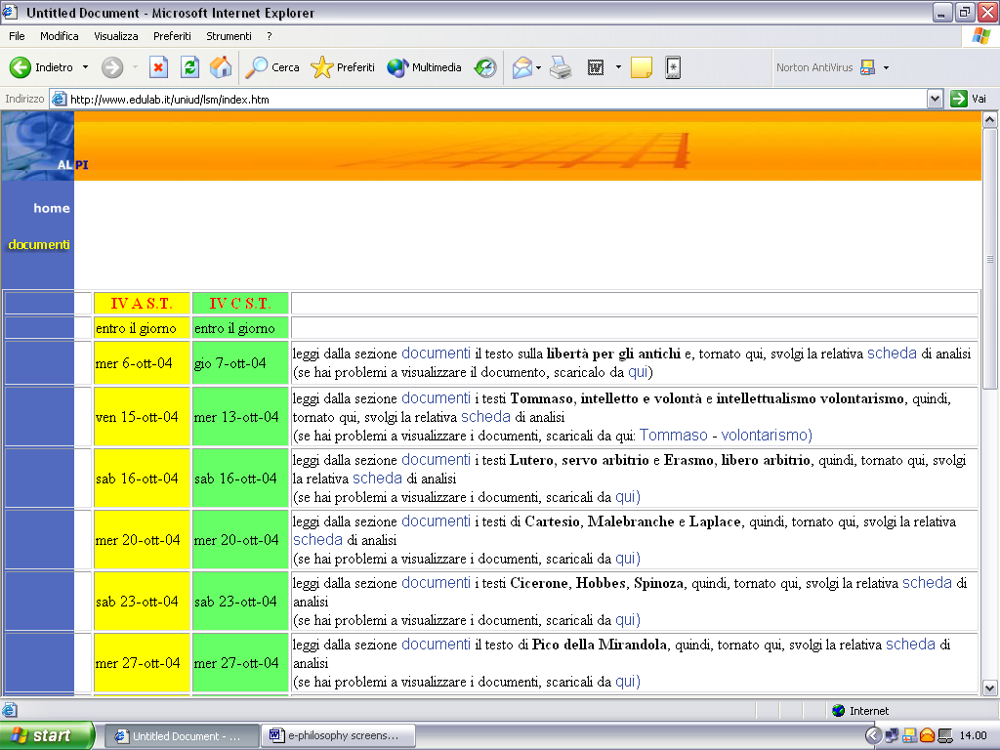 Untitled Document - Microsoft Internet Explorer
File Modifica Visualizza Preferiti Strumenti ?
Indietro Cerca Preferiti Multimedia Norton AntiVirus
Indirizzo http://www.edulab.it/uniud/lsm/index.htm Vai
ALPI
home
documenti
IV A S.T. IV C S.T.
entro il giorno entro il giorno
mer 6-ott-04 gio 7-ott-04 leggi dalla sezione documenti il testo sulla libertà per gli antichi e, tornato qui, svolgi la relativa scheda di analisi
(se hai problemi a visualizzare il documento, scaricalo da qui)
ven 15-ott-04 mer 13-ott-04 leggi dalla sezione documenti i testi Tommaso, intelletto e volontà e intellettualismo volontarismo, quindi,
tornato qui, svolgi la relativa scheda di analisi
(se hai problemi a visualizzare i documenti, scaricali da qui: Tommaso - volontarismo)
sab 16-ott-04 sab 16-ott-04 leggi dalla sezione documenti i testi Lutero, servo arbitrio e Erasmo, libero arbitrio, quindi, tornato qui, svolgi
la relativa scheda di analisi
(se hai problemi a visualizzare i documenti, scaricali da qui)
mer 20-ott-04 mer 20-ott-04 leggi dalla sezione documenti i testi di Cartesio, Malebranche e Laplace, quindi, tornato qui, svolgi la relativa
scheda di analisi
(se hai problemi a visualizzare i documenti, scaricali da qui)
sab 23-ott-04 sab 23-ott-04 leggi dalla sezione documenti i testi Cicerone, Hobbes, Spinoza, quindi, tornato qui, svolgi la relativa scheda di
analisi
(se hai problemi a visualizzare i documenti, scaricali da qui)
mer 27-ott-04 mer 27-ott-04 leggi dalla sezione documenti il testo di Pico della Mirandola, quindi, tornato qui, svolgi la relativa scheda di
analisi
(se hai problemi a visualizzare i documenti, scaricali da qui)
Internet
start Untitled Document - ... e-philosophy screens... 14.00